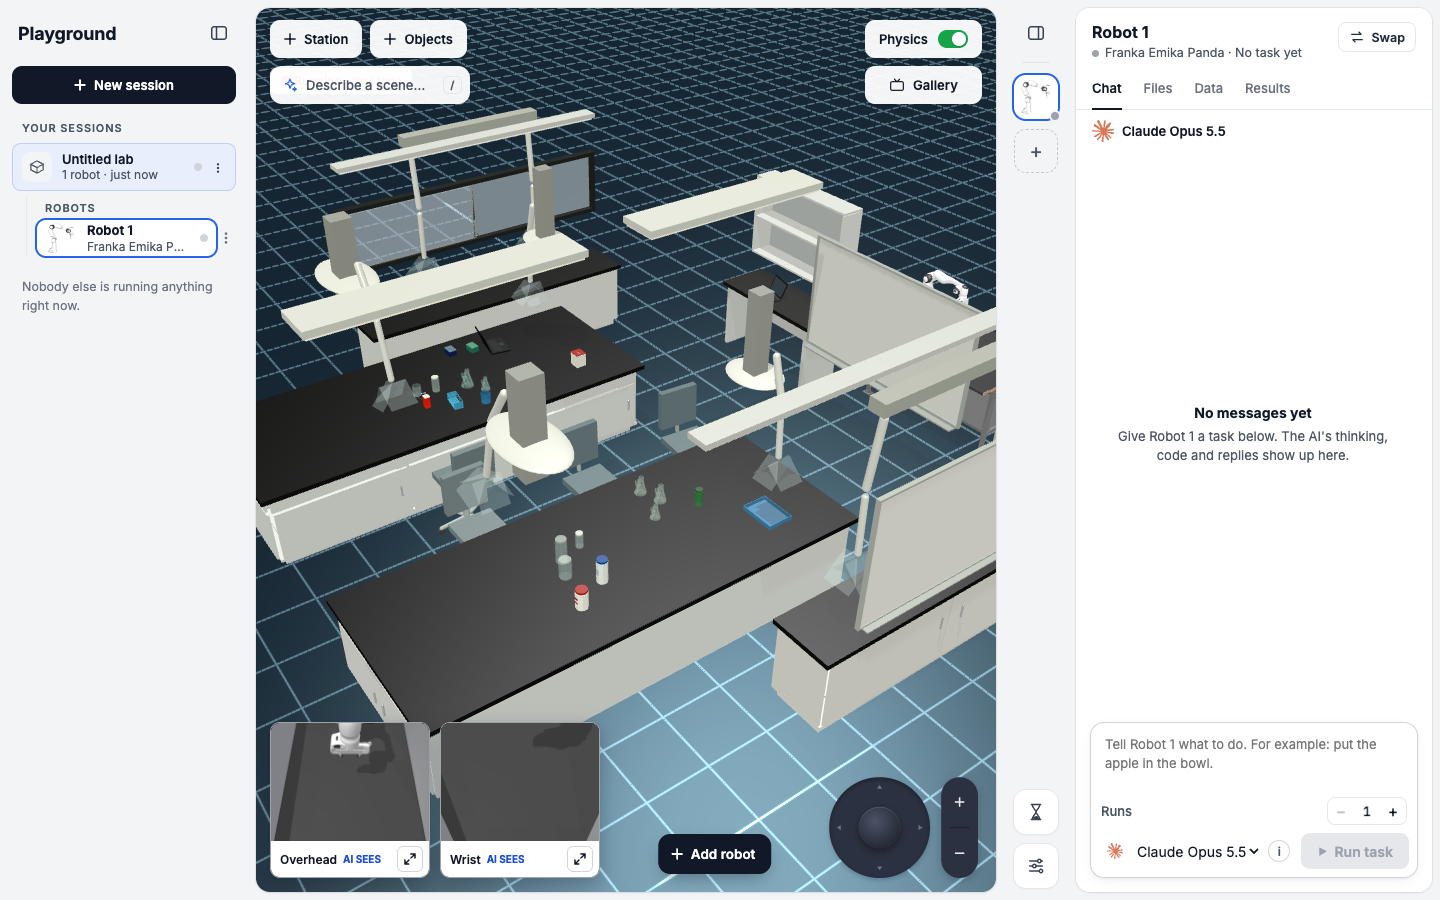 Playground
New session
YOUR SESSIONS
Untitled lab
1 robot · just now
ROBOTS
Robot 1
Franka Emika P...
Nobody else is running anything
right now.
Station
Objects
Describe a scene...
/
Physics
Gallery
Overhead AI SEES
Wrist AI SEES
Add robot
Robot 1
Franka Emika Panda · No task yet
Swap
Chat
Files
Data
Results
Claude Opus 5.5
No messages yet
Give Robot 1 a task below. The AI's thinking,
code and replies show up here.
Tell Robot 1 what to do. For example: put the
apple in the bowl.
Runs
1
Claude Opus 5.5
i
Run task